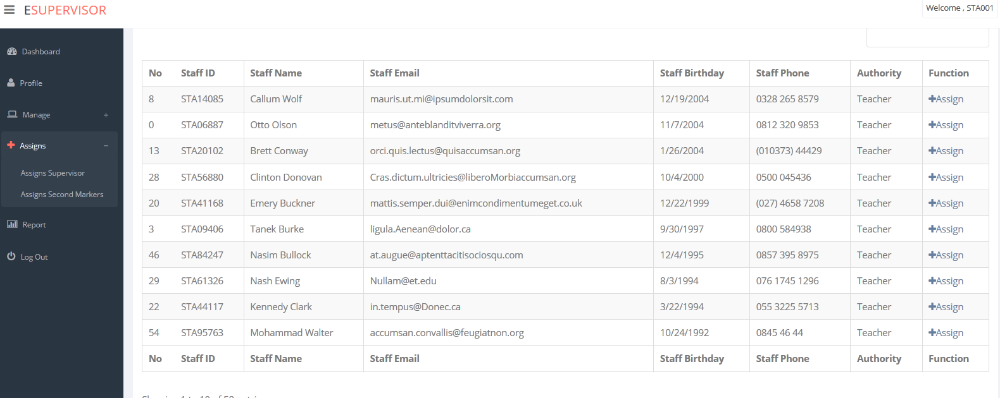 ESUPERVISOR
Welcome , STA001
Dashboard
Profile
Manage +
Assigns −
Assigns Supervisor
Assigns Second Markers
Report
Log Out
No Staff ID Staff Name Staff Email Staff Birthday Staff Phone Authority Function
8 STA14085 Callum Wolf mauris.ut.mi@ipsumdolorsit.com 12/19/2004 0328 265 8579 Teacher +Assign
0 STA06887 Otto Olson metus@anteblanditviverra.org 11/7/2004 0812 320 9853 Teacher +Assign
13 STA20102 Brett Conway orci.quis.lectus@quisaccumsan.org 1/26/2004 (010373) 44429 Teacher +Assign
28 STA56880 Clinton Donovan Cras.dictum.ultricies@liberoMorbiaccumsan.org 10/4/2000 0500 045436 Teacher +Assign
20 STA41168 Emery Buckner mattis.semper.dui@enimcondimentumeget.co.uk 12/22/1999 (027) 4658 7208 Teacher +Assign
3 STA09406 Tanek Burke ligula.Aenean@dolor.ca 9/30/1997 0800 584938 Teacher +Assign
46 STA84247 Nasim Bullock at.augue@aptenttacitisociosqu.com 12/4/1995 0857 395 8975 Teacher +Assign
29 STA61326 Nash Ewing Nullam@et.edu 8/3/1994 076 1745 1296 Teacher +Assign
22 STA44117 Kennedy Clark in.tempus@Donec.ca 3/22/1994 055 3225 5713 Teacher +Assign
54 STA95763 Mohammad Walter accumsan.convallis@feugiatnon.org 10/24/1992 0845 46 44 Teacher +Assign
No Staff ID Staff Name Staff Email Staff Birthday Staff Phone Authority Function